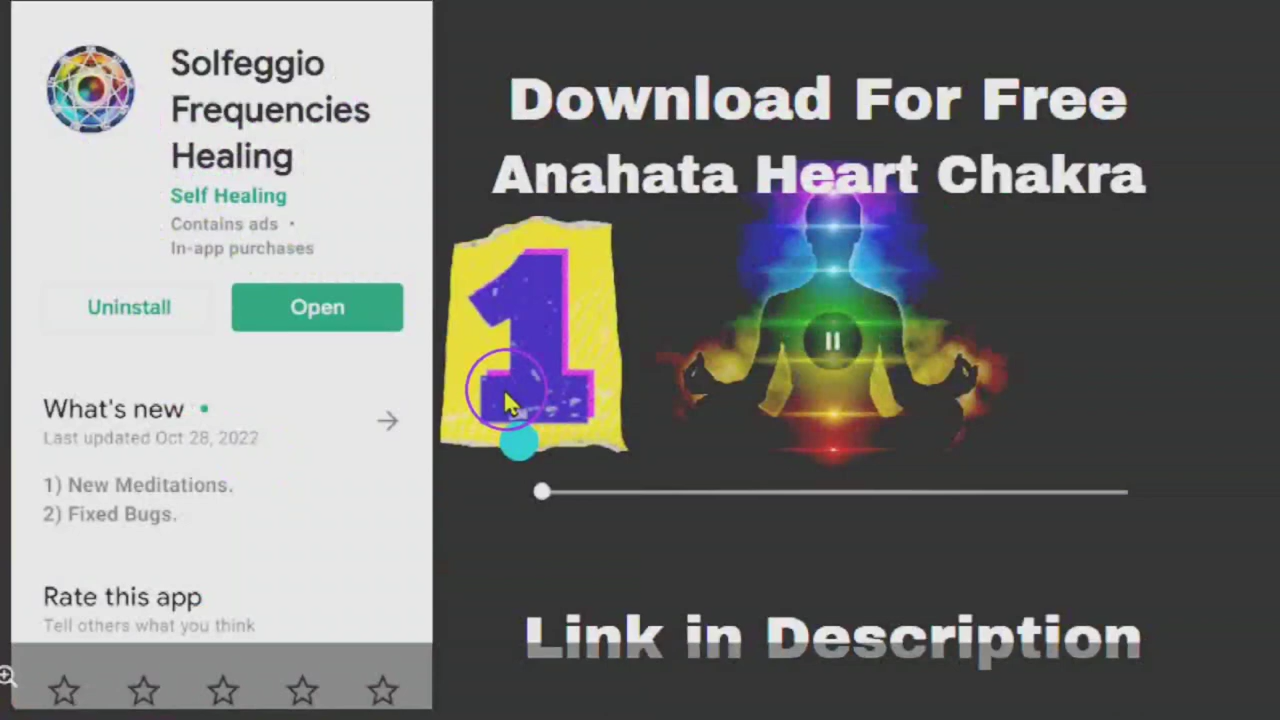 Solfeggio
Frequencies
Healing
Self Healing
Contains ads •
In-app purchases
Uninstall
Open
What's new •
Last updated Oct 28, 2022
1) New Meditations.
2) Fixed Bugs.
Rate this app
Tell others what you think
Download For Free
Anahata Heart Chakra
1
Link in Description